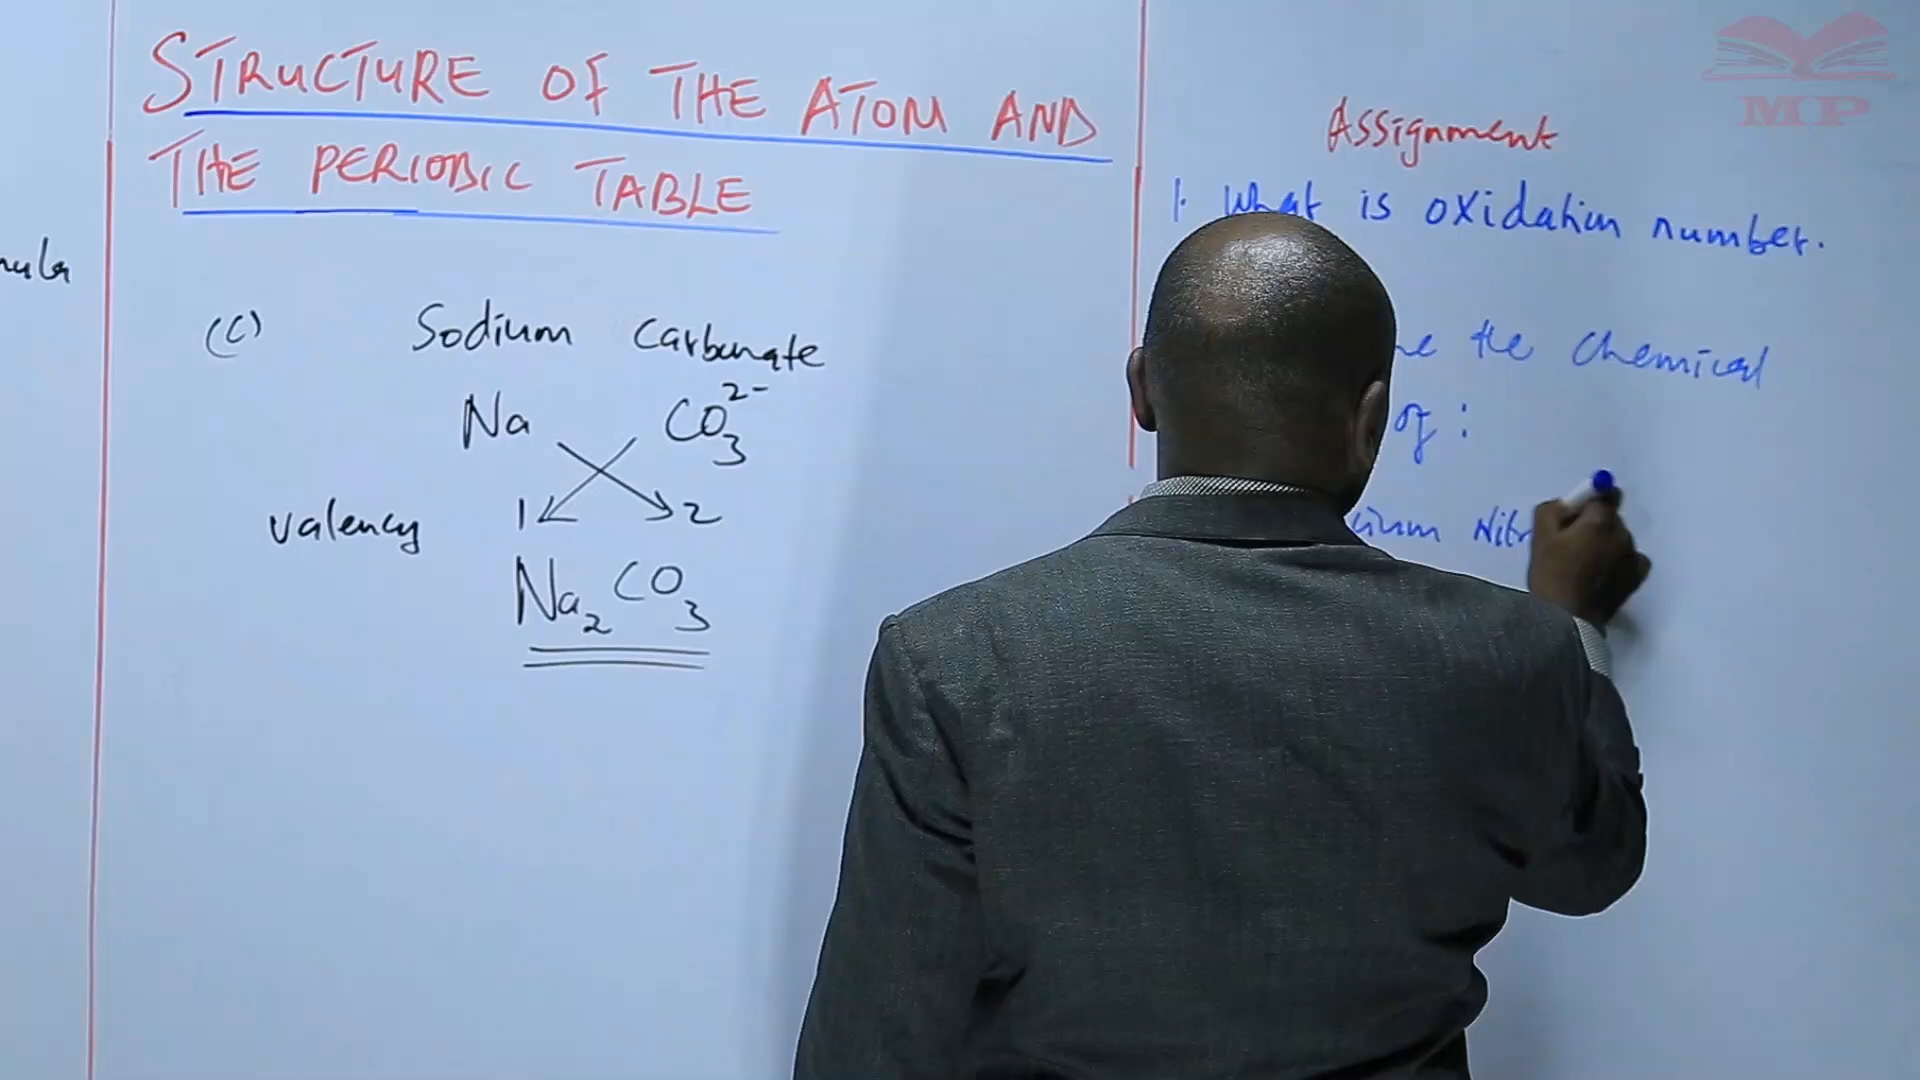 STRUCTURE OF THE ATOM AND
THE PERIODIC TABLE
(C) Sodium Carbonate
Na CO3 2-
valency 1 2
Na2CO3
MP
Assignment
1. What is oxidation number.
the Chemical
of :